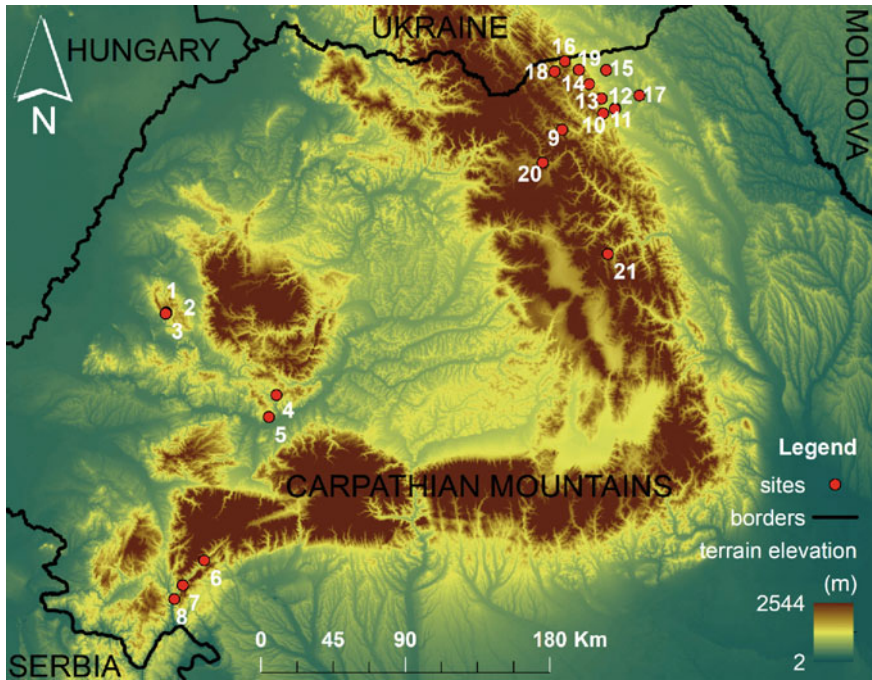 UKRAINE
HUNGARY
MOLDOVA
N
16
19
18
15
14
13
12
17
10
11
9
20
21
1
2
3
4
5
CARPATHIAN MOUNTAINS
6
7
8
SERBIA
Legend
sites
borders
terrain elevation
(m)
2544
2
0 45 90 180 Km